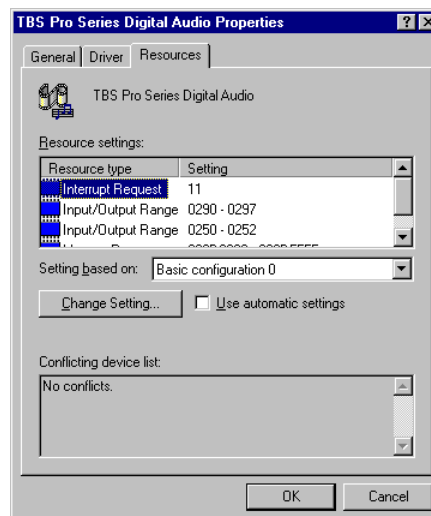 TBS Pro Series Digital Audio Properties
General Driver Resources
TBS Pro Series Digital Audio
Resource settings:
Resource type Setting
Interrupt Request 11
Input/Output Range 0290 - 0297
Input/Output Range 0250 - 0252
Setting based on: Basic configuration 0
Change Setting... Use automatic settings
Conflicting device list:
No conflicts.
OK Cancel